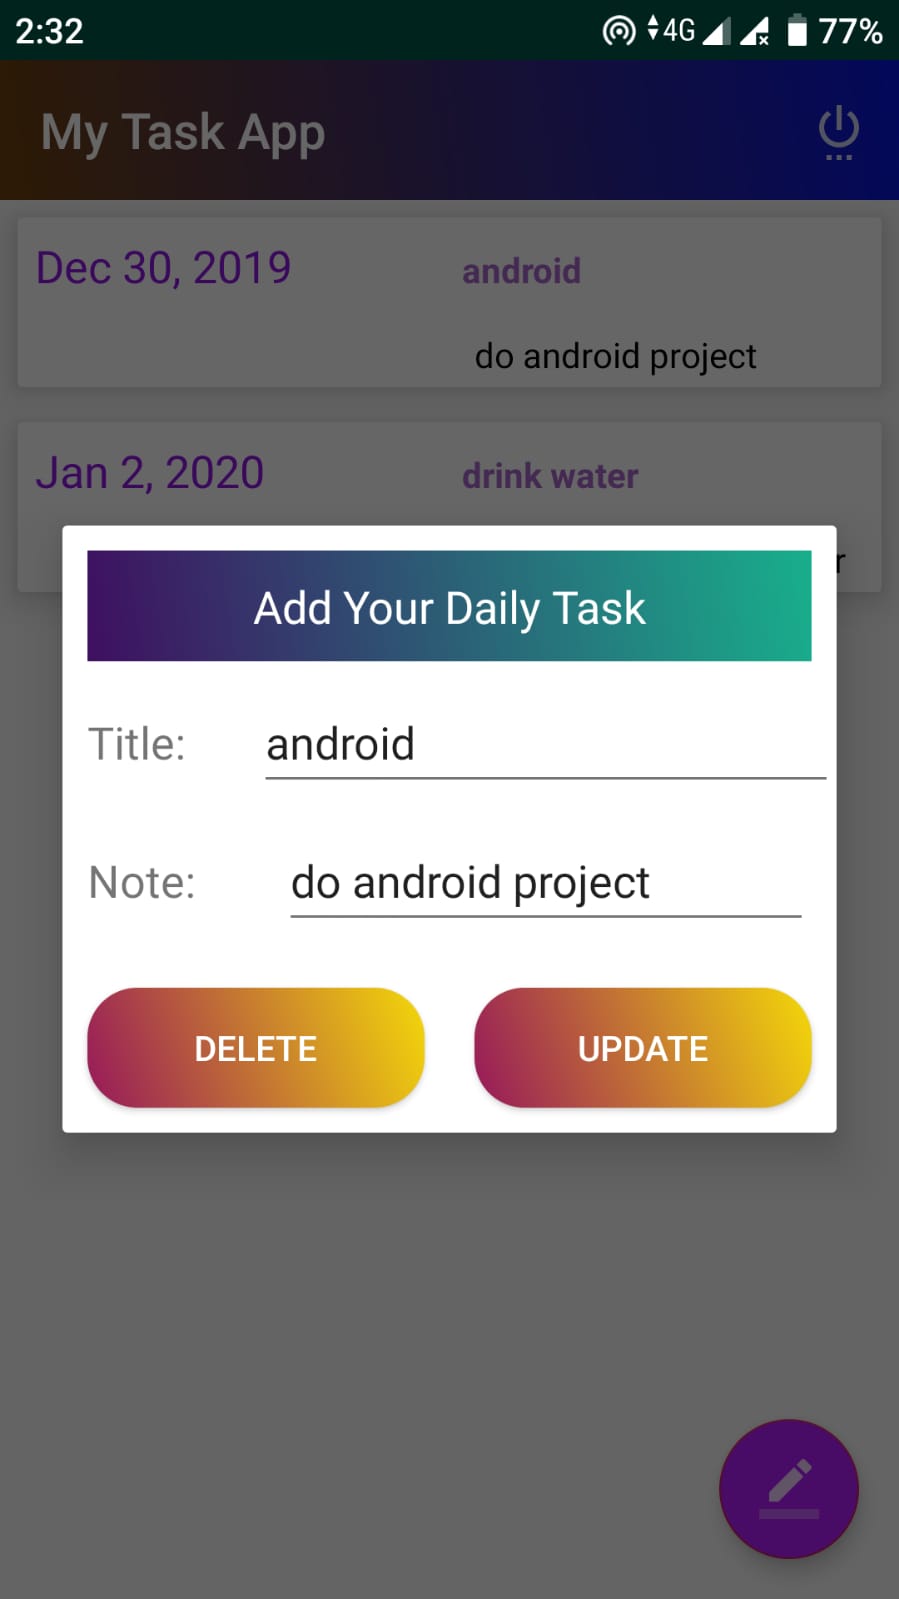 2:32 4G 77%
My Task App
Dec 30, 2019 android
do android project
Jan 2, 2020 drink water
r
Add Your Daily Task
Title: android
Note: do android project
DELETE UPDATE